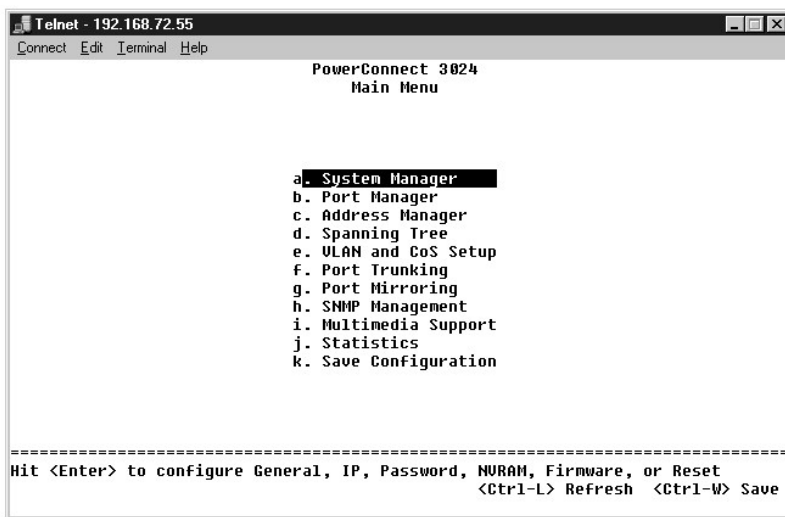 Telnet - 192.168.72.55
Connect Edit Terminal Help
PowerConnect 3024
Main Menu
a. System Manager
b. Port Manager
c. Address Manager
d. Spanning Tree
e. VLAN and CoS Setup
f. Port Trunking
g. Port Mirroring
h. SNMP Management
i. Multimedia Support
j. Statistics
k. Save Configuration
================================================================================
Hit <Enter> to configure General, IP, Password, NVRAM, Firmware, or Reset
<Ctrl-L> Refresh <Ctrl-W> Save